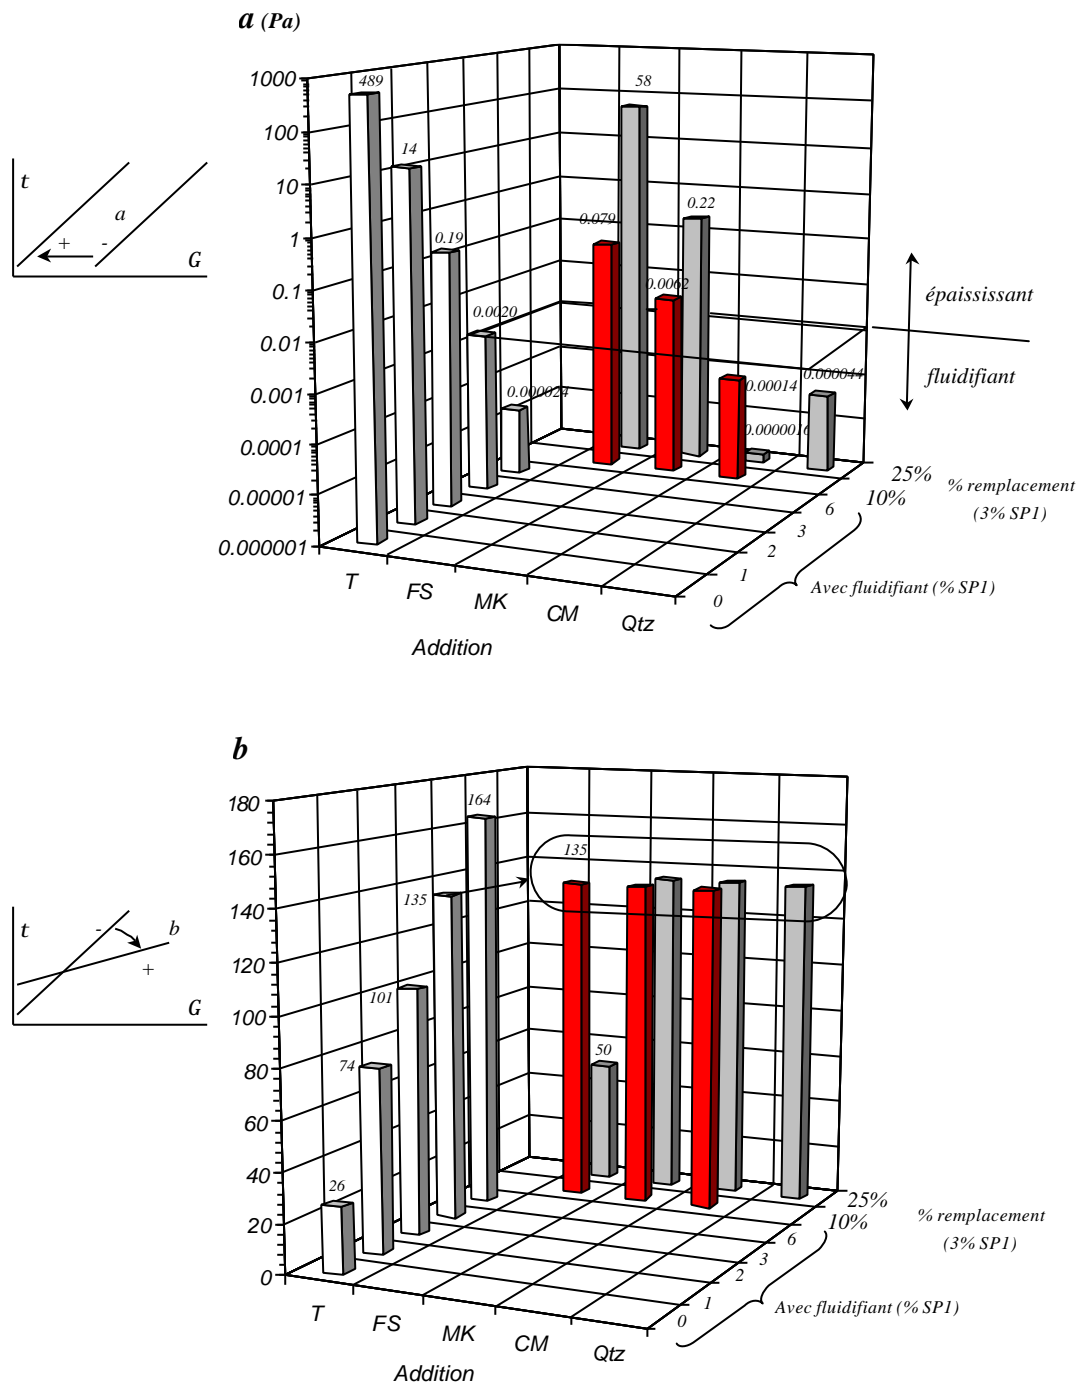 a (Pa)
1000
100
10
1
0.1
0.01
0.001
0.0001
0.00001
0.000001
489
14
0.19
0.0020
0.000024
0.079
58
0.0062
0.22
0.00014
0.0000016
0.000044
t
a
+ -
G
épaississant
fluidifiant
T
FS
MK
CM
Qtz
Addition
0
1
2
3
6
10%
25%
% remplacement
(3% SP1)
Avec fluidifiant (% SP1)
b
180
160
140
120
100
80
60
40
20
0
26
74
101
135
164
135
50
t
-
b
+
G
T
FS
MK
CM
Qtz
Addition
0
1
2
3
6
10%
25%
% remplacement
(3% SP1)
Avec fluidifiant (% SP1)